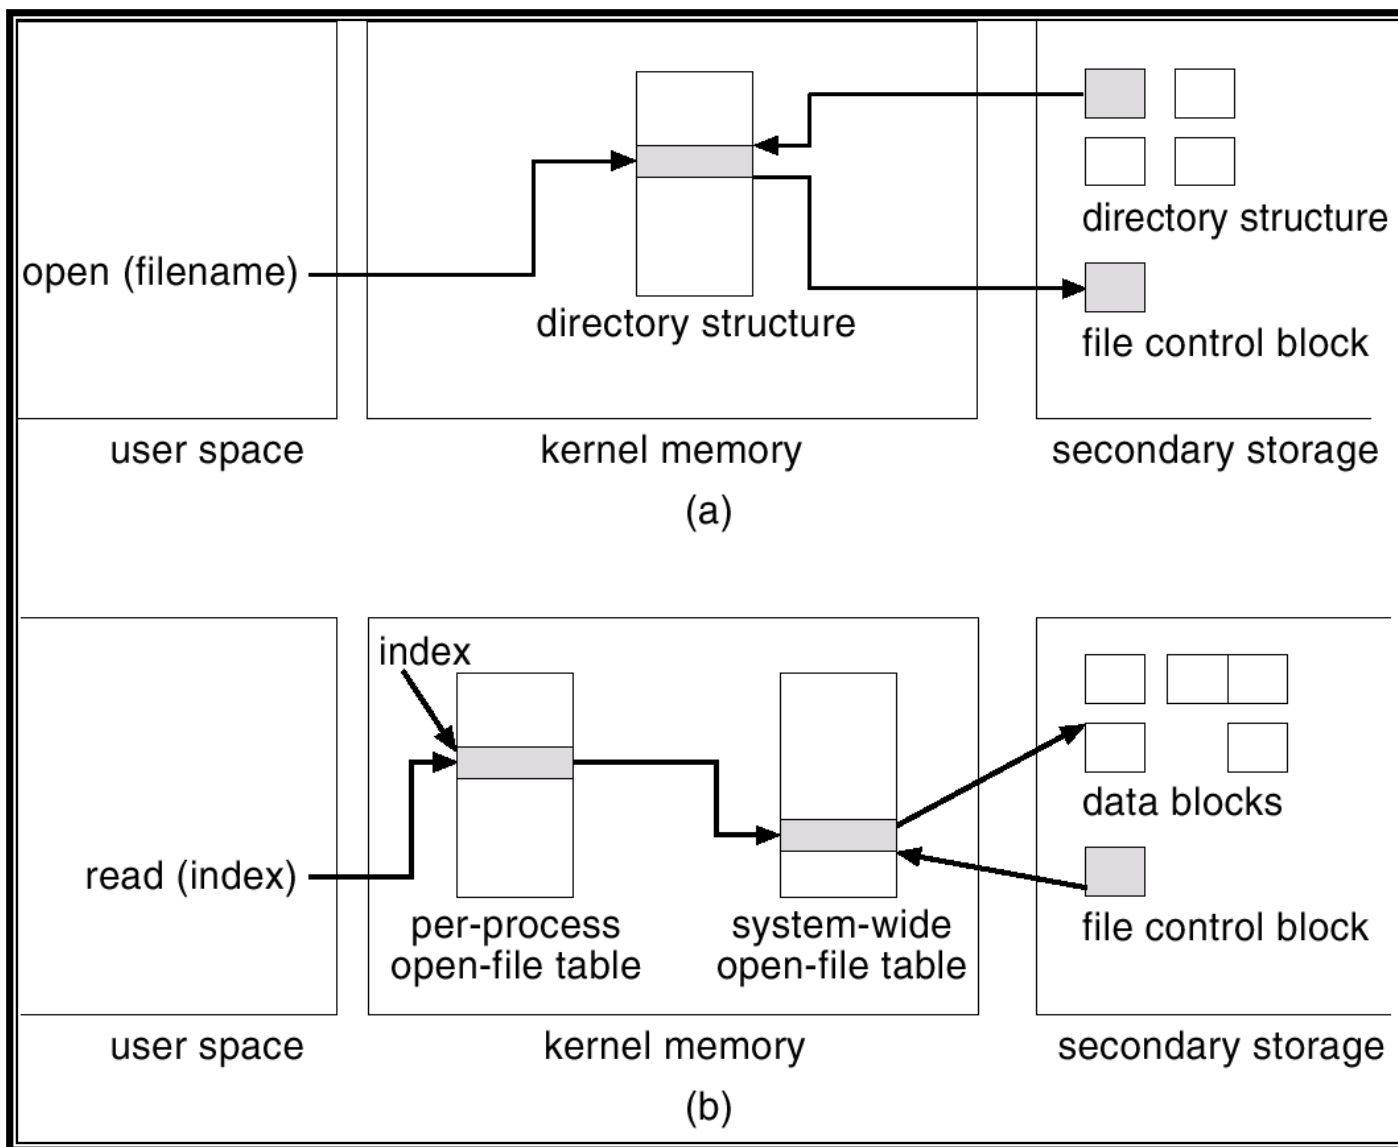 directory structure
open (filename)
directory structure
file control block
user space
kernel memory
secondary storage
(a)
index
data blocks
read (index)
per-process
open-file table
system-wide
open-file table
file control block
user space
kernel memory
secondary storage
(b)